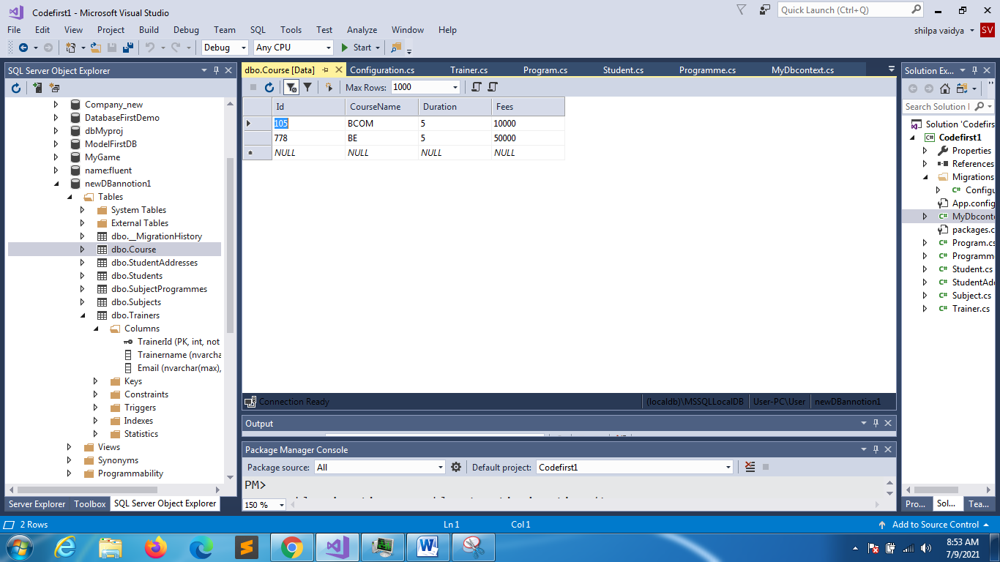 Codefirst1 - Microsoft Visual Studio
Quick Launch (Ctrl+Q)
File Edit View Project Build Debug Team SQL Tools Test Analyze Window Help
shilpa vaidya SV
Debug Any CPU Start
SQL Server Object Explorer
Company_new
DatabaseFirstDemo
dbMyproj
ModelFirstDB
MyGame
name:fluent
newDBannotion1
Tables
System Tables
External Tables
dbo.__MigrationHistory
dbo.Course
dbo.StudentAddresses
dbo.Students
dbo.SubjectProgrammes
dbo.Subjects
dbo.Trainers
Columns
TrainerId (PK, int, not
Trainername (nvarcha
Email (nvarchar(max),
Keys
Constraints
Triggers
Indexes
Statistics
Views
Synonyms
Programmability
Server Explorer Toolbox SQL Server Object Explorer
dbo.Course [Data] Configuration.cs Trainer.cs Program.cs Student.cs Programme.cs MyDbcontext.cs
Max Rows: 1000
Id CourseName Duration Fees
105 BCOM 5 10000
778 BE 5 50000
NULL NULL NULL NULL
Connection Ready (localdb)\MSSQLLocalDB User-PC\User newDBannotion1
Output
Package Manager Console
Package source: All Default project: Codefirst1
PM>
150 %
Solution Ex...
Search Solution
Solution 'Codefirs
Codefirst1
Properties
References
Migrations
Configu
App.config
MyDbconte
packages.c
Program.cs
Programm
Student.cs
StudentAdd
Subject.cs
Trainer.cs
Pro... Sol... Tea...
2 Rows Ln 1 Col 1 Add to Source Control
8:53 AM
7/9/2021